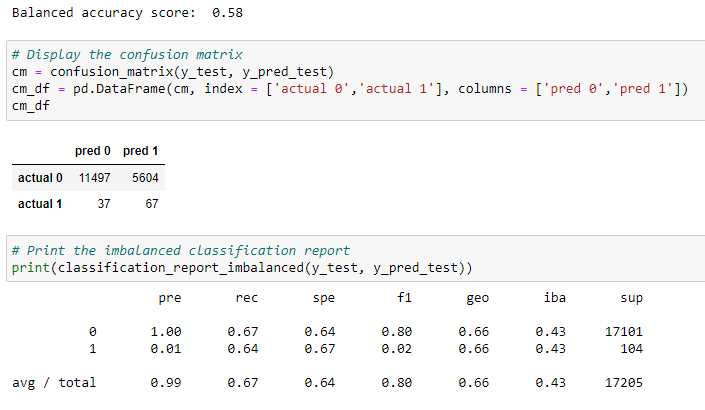 Balanced accuracy score:  0.58
# Display the confusion matrix
cm = confusion_matrix(y_test, y_pred_test)
cm_df = pd.DataFrame(cm, index = ['actual 0','actual 1'], columns = ['pred 0','pred 1'])
cm_df
pred 0 pred 1
actual 0 11497 5604
actual 1 37 67
# Print the imbalanced classification report
print(classification_report_imbalanced(y_test, y_pred_test))
pre rec spe f1 geo iba sup
0 1.00 0.67 0.64 0.80 0.66 0.43 17101
1 0.01 0.64 0.67 0.02 0.66 0.43 104
avg / total 0.99 0.67 0.64 0.80 0.66 0.43 17205